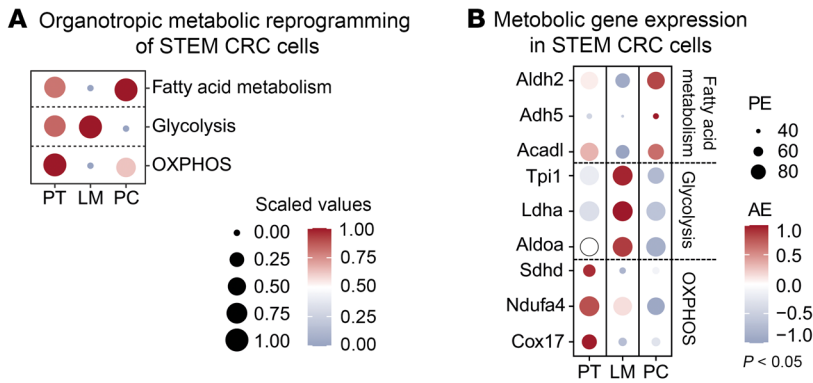 A Organotropic metabolic reprogramming
of STEM CRC cells
Fatty acid metabolism
Glycolysis
OXPHOS
PT LM PC
Scaled values
0.00 1.00
0.25 0.75
0.50 0.50
0.75 0.25
1.00 0.00
B Metobolic gene expression
in STEM CRC cells
Aldh2
Adh5
Acadl
Tpi1
Ldha
Aldoa
Sdhd
Ndufa4
Cox17
PT LM PC
Fatty acid
metabolism
Glycolysis
OXPHOS
PE
40
60
80
AE
1.0
0.5
0.0
−0.5
−1.0
P < 0.05